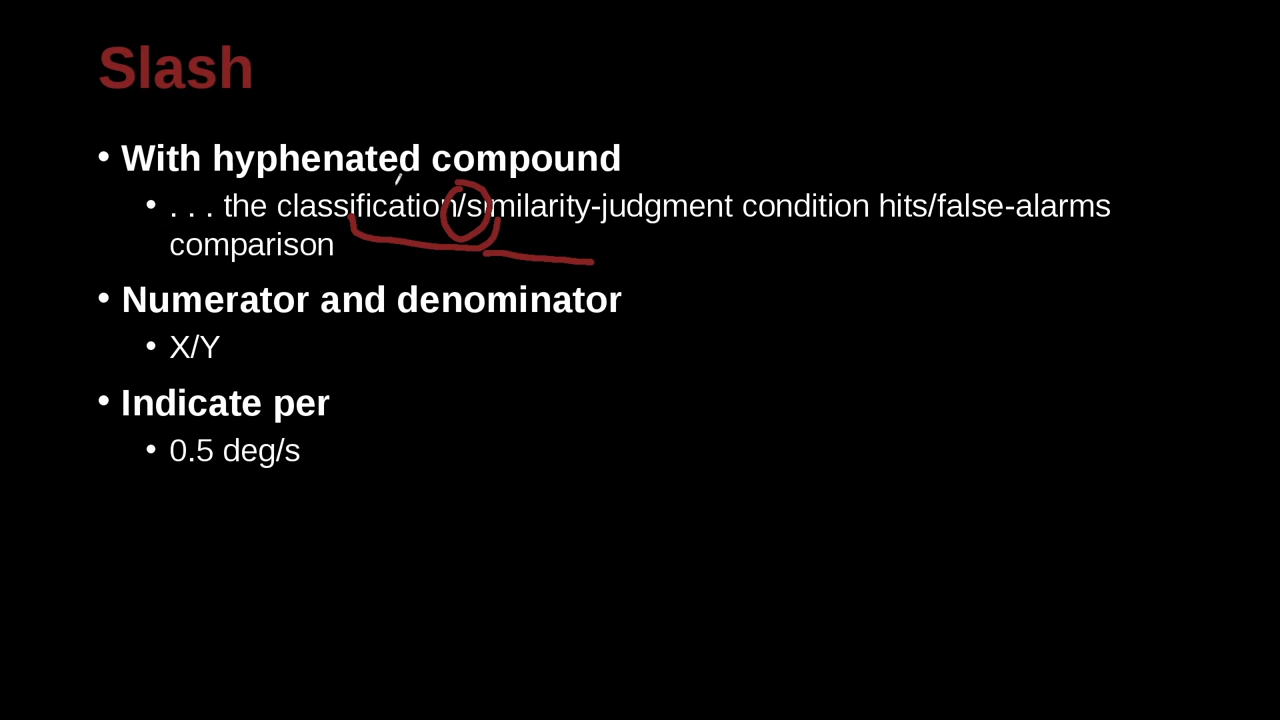 Slash
• With hyphenated compound
• . . . the classification/similarity-judgment condition hits/false-alarms
comparison
• Numerator and denominator
• X/Y
• Indicate per
• 0.5 deg/s